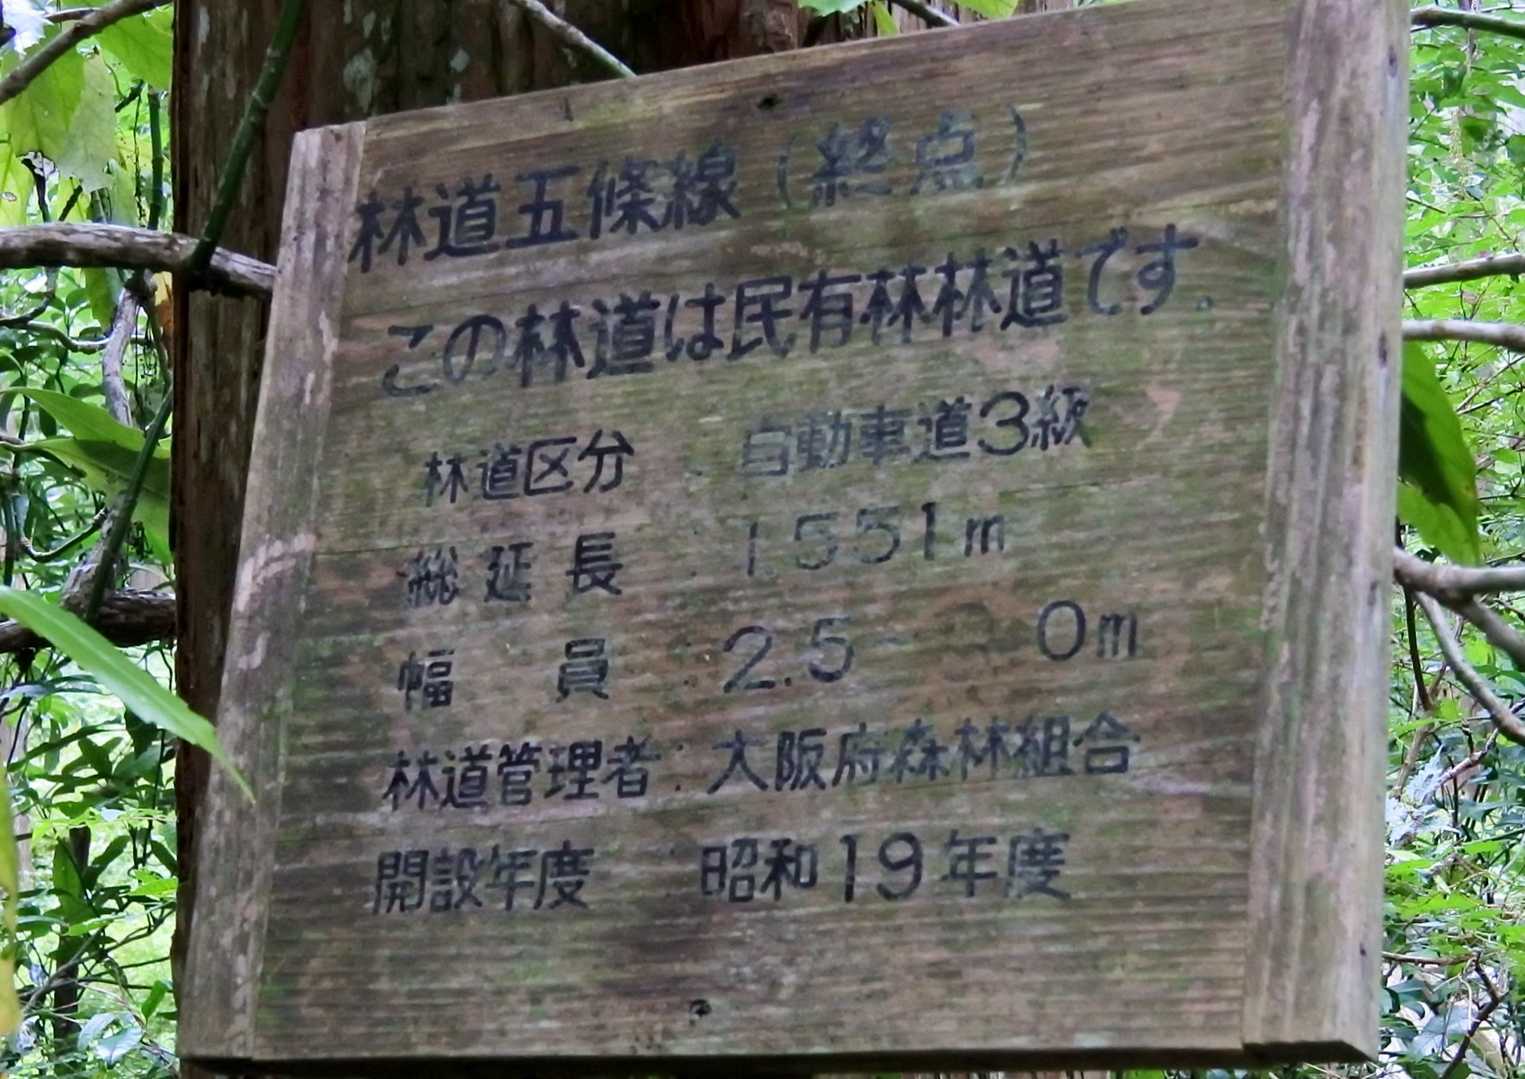 林道五條線（終点）
この林道は民有林林道です。
林道区分 : 自動車道3級
総延長 : 1551m
幅員 : 2.5~ 0m
林道管理者 : 大阪府森林組合
開設年度 : 昭和19年度